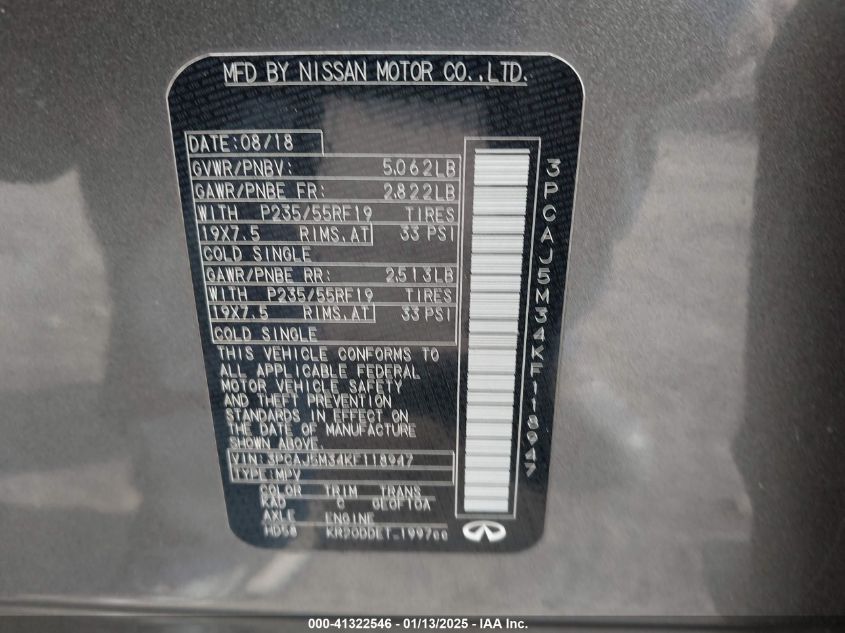 MFD BY NISSAN MOTOR CO.,LTD.
DATE:08/18
GVWR/PNBV: 5,062LB
GAWR/PNBE FR: 2,822LB
WITH P235/55RF19 TIRES
19X7.5 RIMS,AT 33 PSI
COLD SINGLE
GAWR/PNBE RR: 2,513LB
WITH P235/55RF19 TIRES
19X7.5 RIMS,AT 33 PSI
COLD SINGLE
THIS VEHICLE CONFORMS TO
ALL APPLICABLE FEDERAL
MOTOR VEHICLE SAFETY
AND THEFT PREVENTION
STANDARDS IN EFFECT ON
THE DATE OF MANUFACTURE
SHOWN ABOVE.
VIN:3PCAJ5M34KF118947
TYPE:MPV
COLOR TRIM TRANS
KAD C GEOF10A
AXLE ENGINE
HD58 KR20DDET-1997cc
3PCAJ5M34KF118947
000-41322546 - 01/13/2025 - IAA Inc.